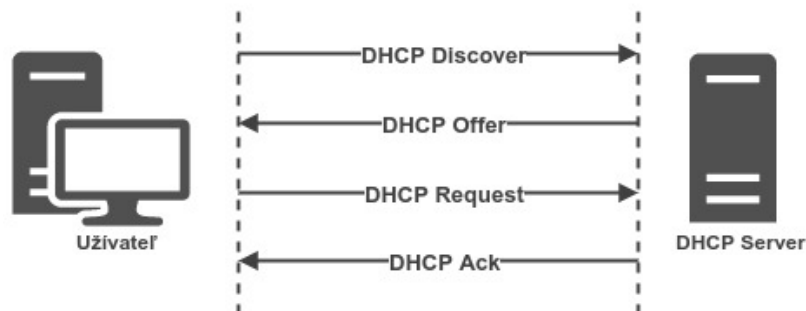 DHCP Discover
DHCP Offer
DHCP Request
DHCP Ack
Užívateľ
DHCP Server